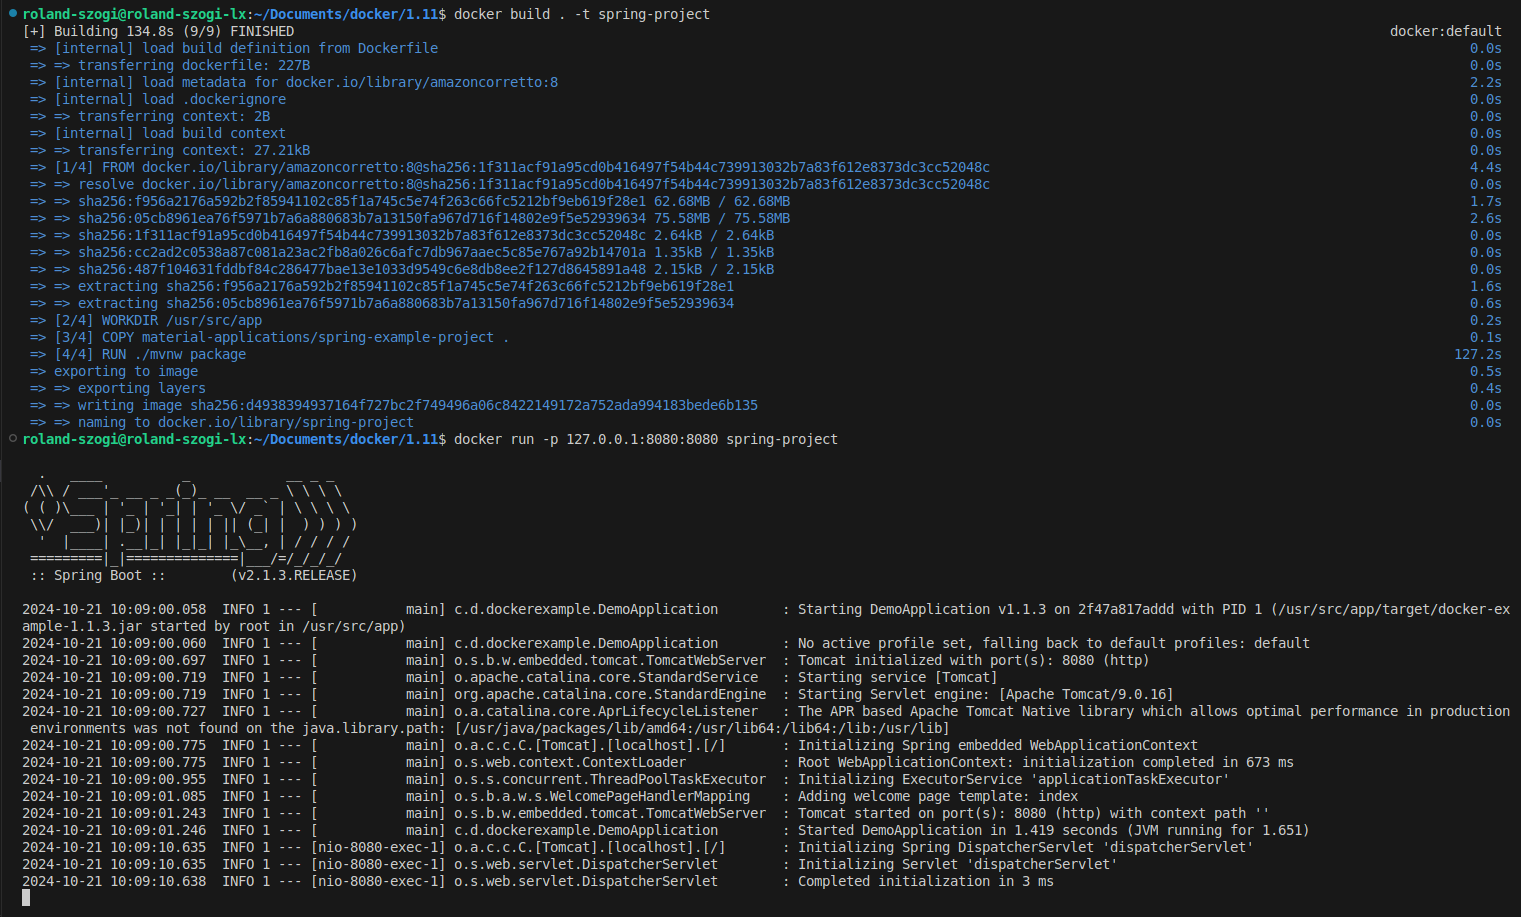 roland-szogi@roland-szogi-lx:~/Documents/docker/1.11$ docker build . -t spring-project
[+] Building 134.8s (9/9) FINISHED docker:default
 => [internal] load build definition from Dockerfile 0.0s
 => => transferring dockerfile: 227B 0.0s
 => [internal] load metadata for docker.io/library/amazoncorretto:8 2.2s
 => [internal] load .dockerignore 0.0s
 => => transferring context: 2B 0.0s
 => [internal] load build context 0.0s
 => => transferring context: 27.21kB 0.0s
 => [1/4] FROM docker.io/library/amazoncorretto:8@sha256:1f311acf91a95cd0b416497f54b44c739913032b7a83f612e8373dc3cc52048c 4.4s
 => => resolve docker.io/library/amazoncorretto:8@sha256:1f311acf91a95cd0b416497f54b44c739913032b7a83f612e8373dc3cc52048c 0.0s
 => => sha256:f956a2176a592b2f85941102c85f1a745c5e74f263c66fc5212bf9eb619f28e1 62.68MB / 62.68MB 1.7s
 => => sha256:05cb8961ea76f5971b7a6a880683b7a13150fa967d716f14802e9f5e52939634 75.58MB / 75.58MB 2.6s
 => => sha256:1f311acf91a95cd0b416497f54b44c739913032b7a83f612e8373dc3cc52048c 2.64kB / 2.64kB 0.0s
 => => sha256:cc2ad2c0538a87c081a23ac2fb8a026c6afc7db967aaec5c85e767a92b14701a 1.35kB / 1.35kB 0.0s
 => => sha256:487f104631fddbf84c286477bae13e1033d9549c6e8db8ee2f127d8645891a48 2.15kB / 2.15kB 0.0s
 => => extracting sha256:f956a2176a592b2f85941102c85f1a745c5e74f263c66fc5212bf9eb619f28e1 1.6s
 => => extracting sha256:05cb8961ea76f5971b7a6a880683b7a13150fa967d716f14802e9f5e52939634 0.6s
 => [2/4] WORKDIR /usr/src/app 0.2s
 => [3/4] COPY material-applications/spring-example-project . 0.1s
 => [4/4] RUN ./mvnw package 127.2s
 => exporting to image 0.5s
 => => exporting layers 0.4s
 => => writing image sha256:d4938394937164f727bc2f749496a06c8422149172a752ada994183bede6b135 0.0s
 => => naming to docker.io/library/spring-project 0.0s
roland-szogi@roland-szogi-lx:~/Documents/docker/1.11$ docker run -p 127.0.0.1:8080:8080 spring-project
  .   ____          _            __ _ _
 /\\ / ___'_ __ _ _(_)_ __  __ _ \ \ \ \
( ( )\___ | '_ | '_| | '_ \/ _` | \ \ \ \
 \\/  ___)| |_)| | | | | || (_| |  ) ) ) )
  '  |____| .__|_| |_|_| |_\__, | / / / /
 =========|_|==============|___/=/_/_/_/
 :: Spring Boot ::        (v2.1.3.RELEASE)
2024-10-21 10:09:00.058  INFO 1 --- [           main] c.d.dockerexample.DemoApplication        : Starting DemoApplication v1.1.3 on 2f47a817addd with PID 1 (/usr/src/app/target/docker-ex
ample-1.1.3.jar started by root in /usr/src/app)
2024-10-21 10:09:00.060  INFO 1 --- [           main] c.d.dockerexample.DemoApplication        : No active profile set, falling back to default profiles: default
2024-10-21 10:09:00.697  INFO 1 --- [           main] o.s.b.w.embedded.tomcat.TomcatWebServer  : Tomcat initialized with port(s): 8080 (http)
2024-10-21 10:09:00.719  INFO 1 --- [           main] o.apache.catalina.core.StandardService   : Starting service [Tomcat]
2024-10-21 10:09:00.719  INFO 1 --- [           main] org.apache.catalina.core.StandardEngine  : Starting Servlet engine: [Apache Tomcat/9.0.16]
2024-10-21 10:09:00.727  INFO 1 --- [           main] o.a.catalina.core.AprLifecycleListener   : The APR based Apache Tomcat Native library which allows optimal performance in production
 environments was not found on the java.library.path: [/usr/java/packages/lib/amd64:/usr/lib64:/lib64:/lib:/usr/lib]
2024-10-21 10:09:00.775  INFO 1 --- [           main] o.a.c.c.C.[Tomcat].[localhost].[/]       : Initializing Spring embedded WebApplicationContext
2024-10-21 10:09:00.775  INFO 1 --- [           main] o.s.web.context.ContextLoader            : Root WebApplicationContext: initialization completed in 673 ms
2024-10-21 10:09:00.955  INFO 1 --- [           main] o.s.s.concurrent.ThreadPoolTaskExecutor  : Initializing ExecutorService 'applicationTaskExecutor'
2024-10-21 10:09:01.085  INFO 1 --- [           main] o.s.b.a.w.s.WelcomePageHandlerMapping    : Adding welcome page template: index
2024-10-21 10:09:01.243  INFO 1 --- [           main] o.s.b.w.embedded.tomcat.TomcatWebServer  : Tomcat started on port(s): 8080 (http) with context path ''
2024-10-21 10:09:01.246  INFO 1 --- [           main] c.d.dockerexample.DemoApplication        : Started DemoApplication in 1.419 seconds (JVM running for 1.651)
2024-10-21 10:09:10.635  INFO 1 --- [nio-8080-exec-1] o.a.c.c.C.[Tomcat].[localhost].[/]       : Initializing Spring DispatcherServlet 'dispatcherServlet'
2024-10-21 10:09:10.635  INFO 1 --- [nio-8080-exec-1] o.s.web.servlet.DispatcherServlet        : Initializing Servlet 'dispatcherServlet'
2024-10-21 10:09:10.638  INFO 1 --- [nio-8080-exec-1] o.s.web.servlet.DispatcherServlet        : Completed initialization in 3 ms